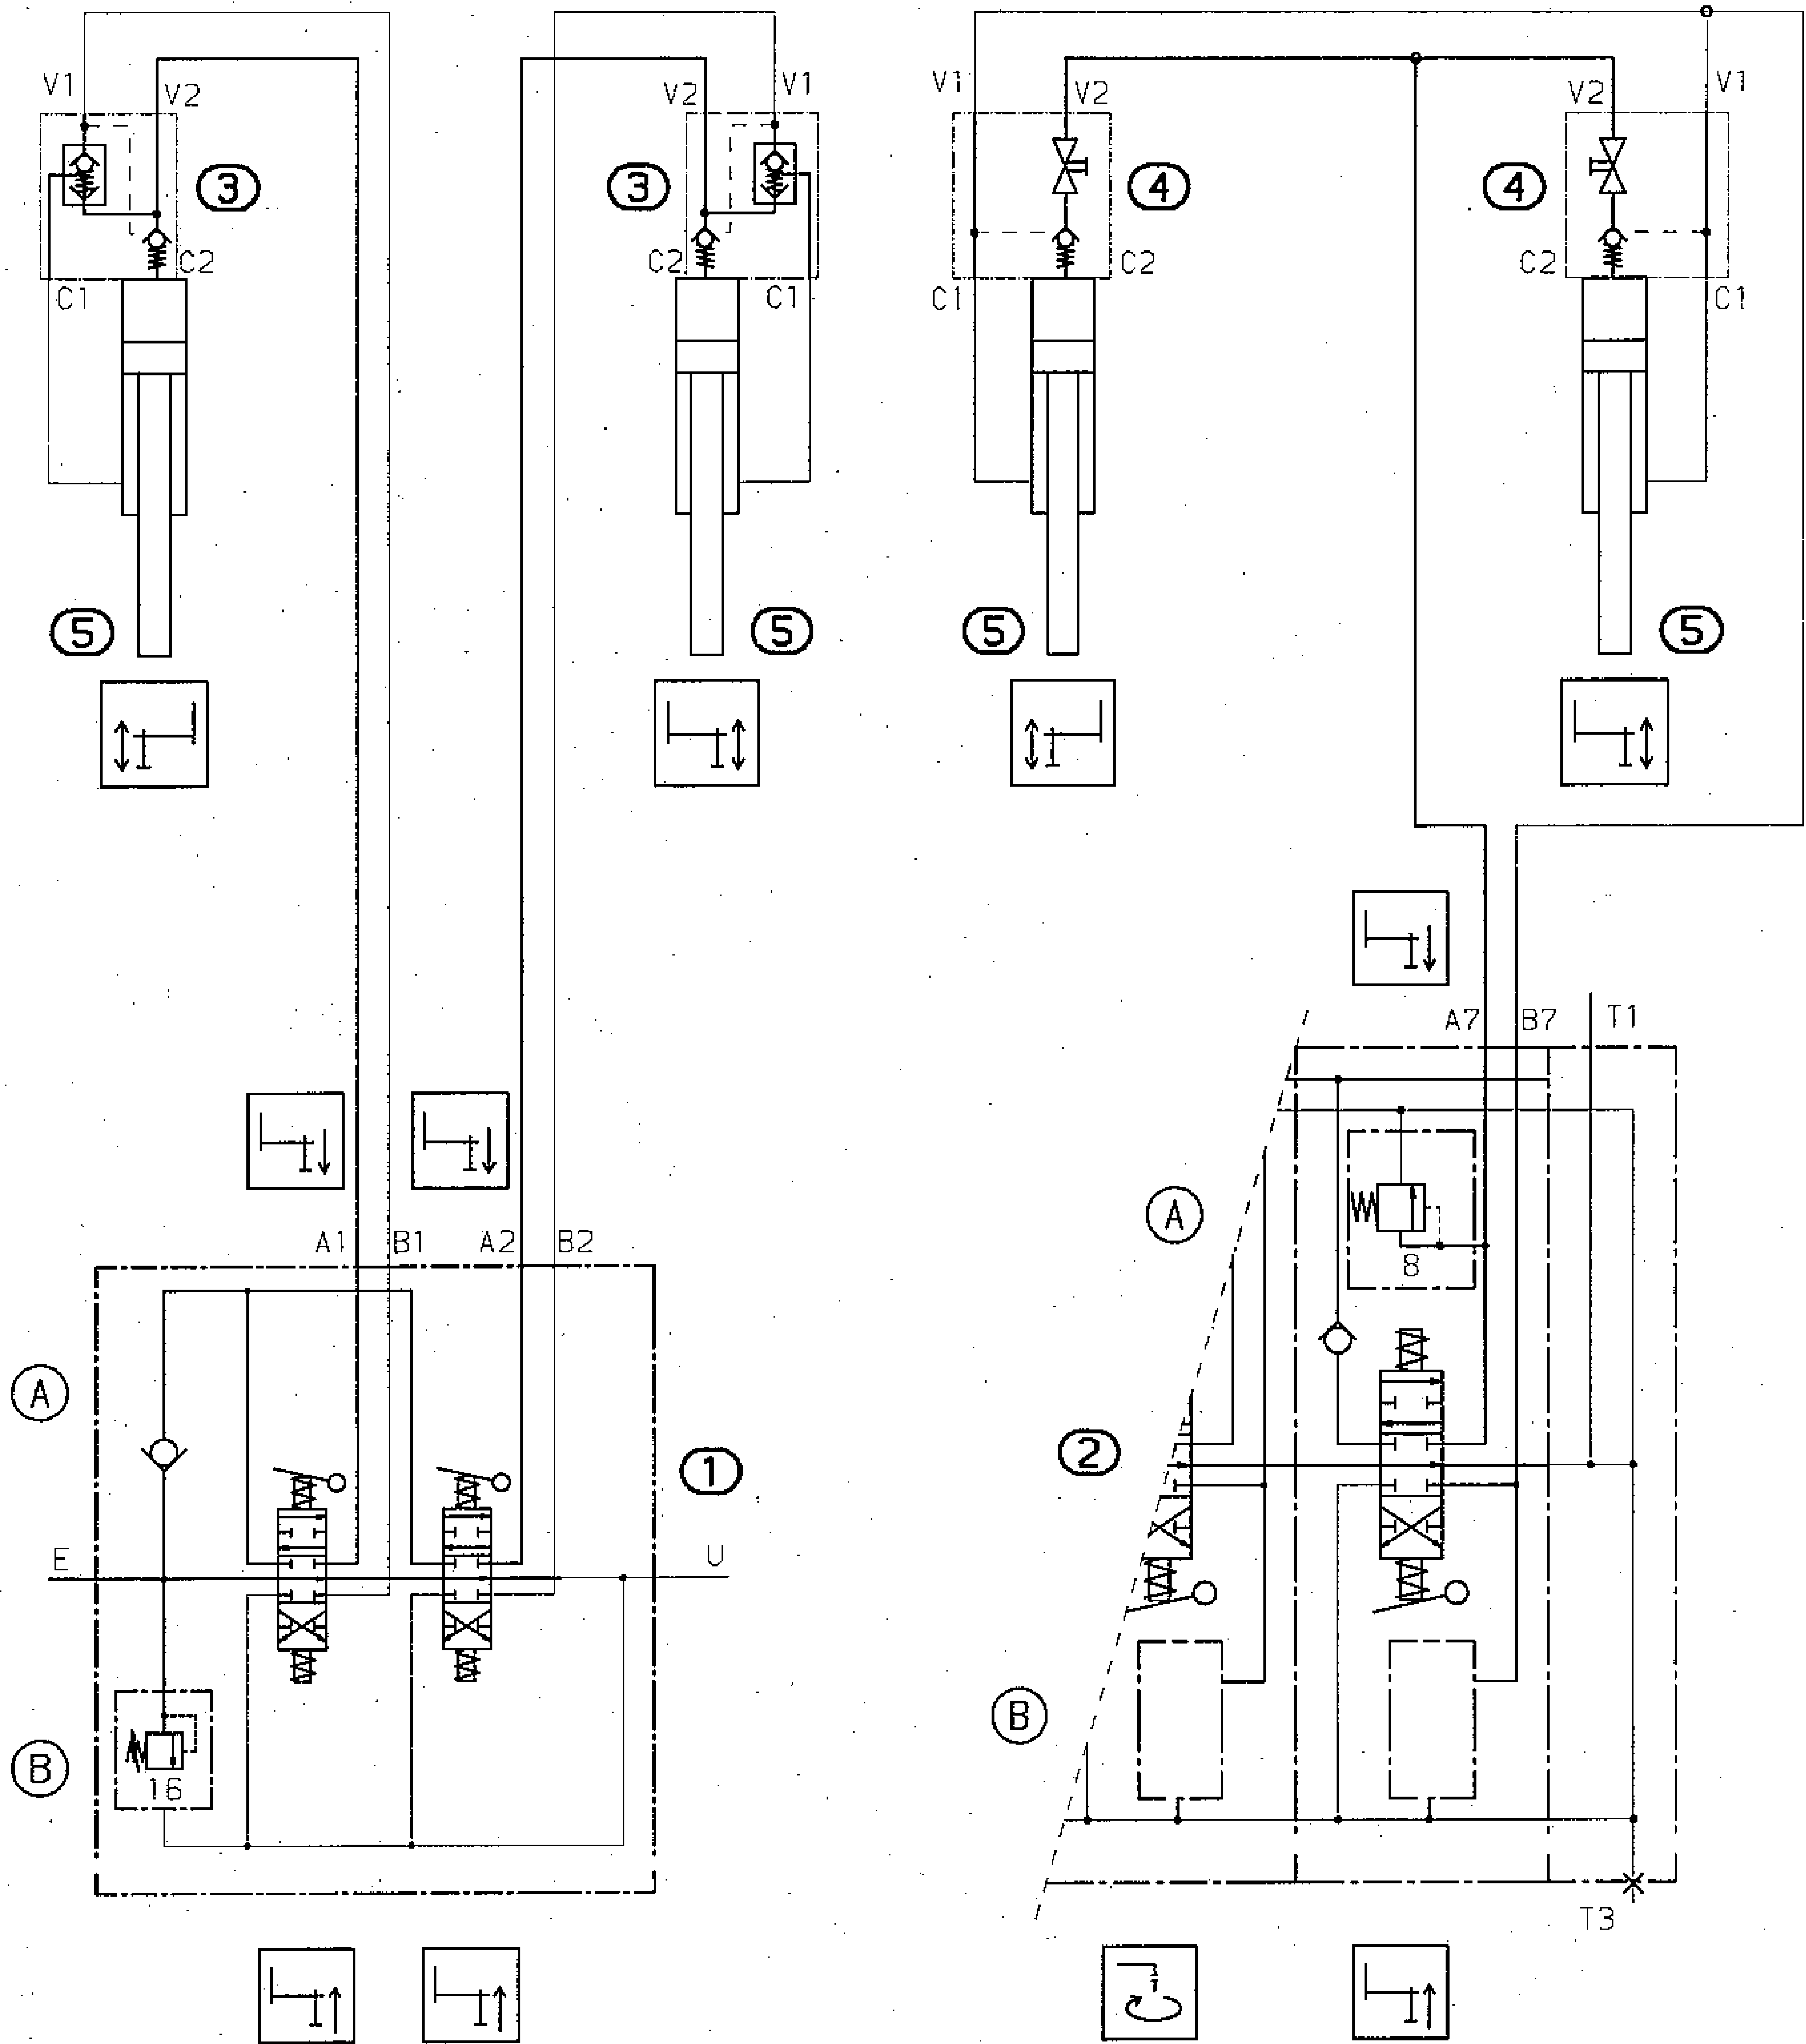 V1 V2 V2 V1 V1 V2 V2 V1
3 3 4 4
C2 C2 C2 C2
C1 C1 C1 C1
5 5 5 5
A7 B7 T1
A
A1 B1 A2 B2
8
A
1 2
E U
B
B
16
T3